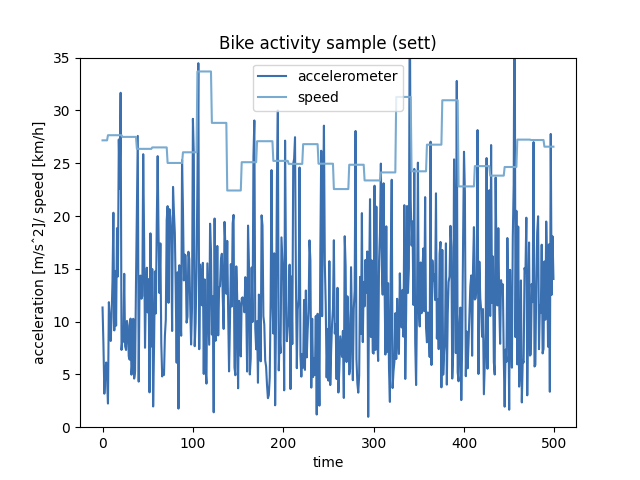 Bike activity sample (sett)
accelerometer
speed
acceleration [m/s^2]/ speed [km/h]
35
30
25
20
15
10
5
0
0 100 200 300 400 500
time